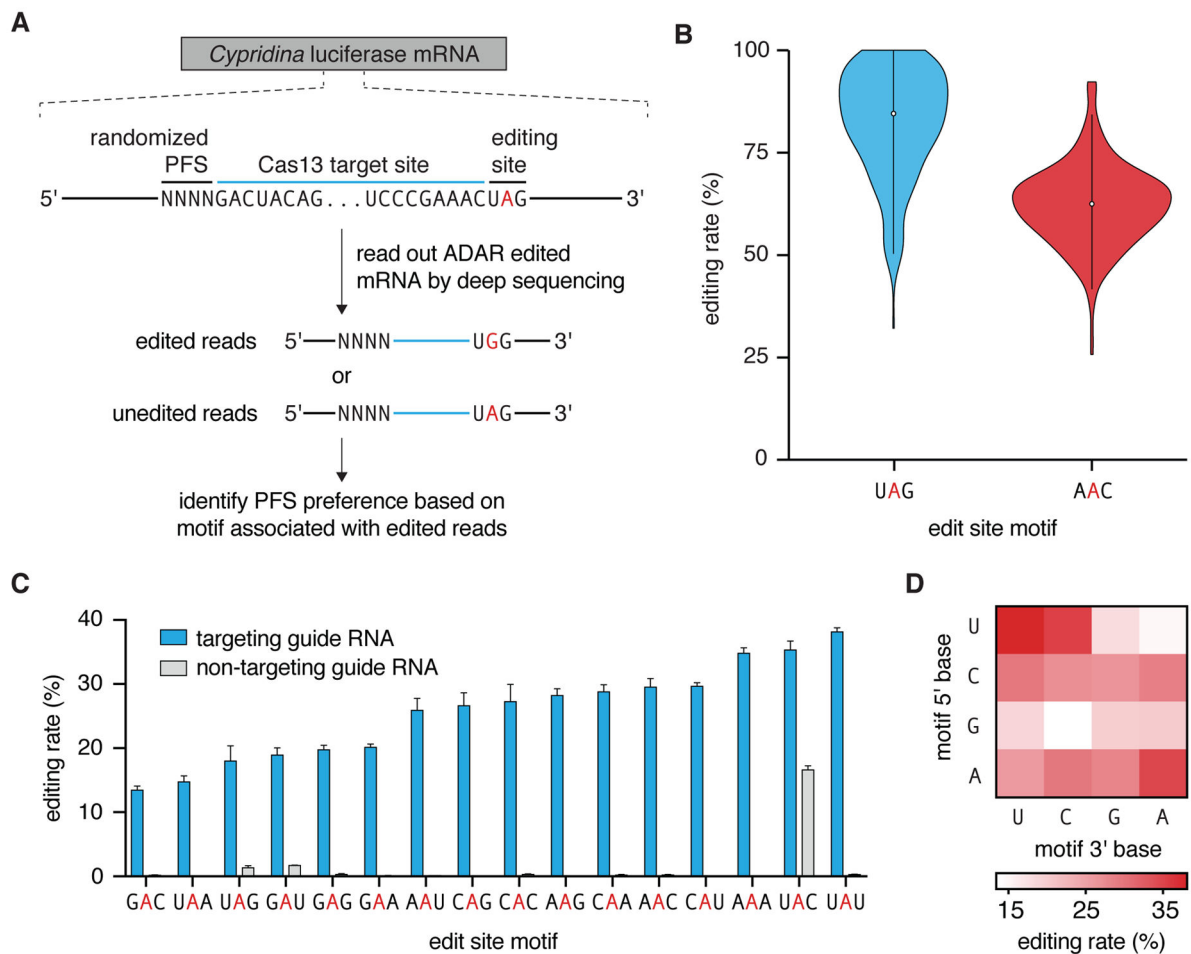 A
Cypridina luciferase mRNA
randomized
PFS
Cas13 target site
editing
site
5' NNNNGACUACAG...UCCCGAAACUAG 3'
read out ADAR edited
mRNA by deep sequencing
edited reads 5' NNNN UGG 3'
or
unedited reads 5' NNNN UAG 3'
identify PFS preference based on
motif associated with edited reads
B
editing rate (%)
100
75
50
25
0
UAG AAC
edit site motif
C
editing rate (%)
40
30
20
10
0
targeting guide RNA
non-targeting guide RNA
GAC UAA UAG GAU GAG GAA AAU CAG CAC AAG CAA AAC CAU AAA UAC UAU
edit site motif
D
motif 5' base
U
C
G
A
U C G A
motif 3' base
15 25 35
editing rate (%)